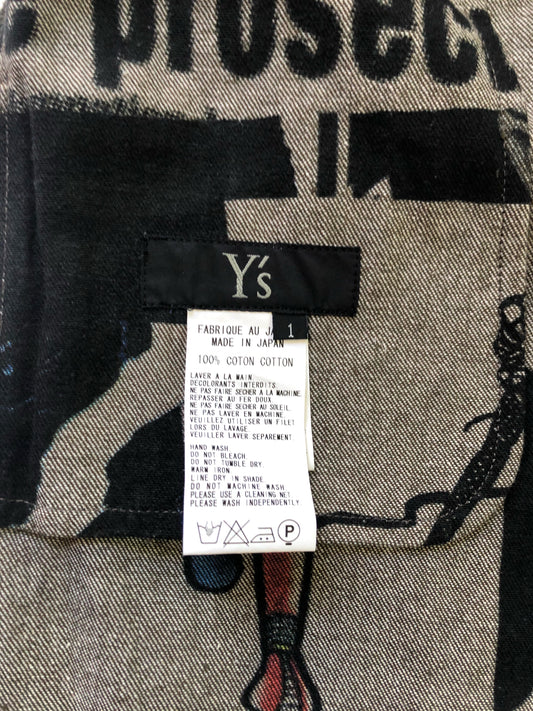 prosec
Y's
1
FABRIQUE AU
MADE IN JAPAN
100% COTON COTTON
LAVER A LA MAIN.
DECOLORANTS INTERDITS.
NE PAS FAIRE SECHER A LA MACHINE.
REPASSER AU FER DOUX.
NE PAS FAIRE SECHER AU SOLEIL.
NE PAS LAVER EN MACHINE.
VEUILLEZ UTILISER UN FILET
LORS DU LAVAGE.
VEUILLER LAVER SEPAREMENT
HAND WASH
DO NOT BLEACH
DO NOT TUMBLE DRY
WARM IRON
LINE DRY IN SHADE
DO NOT MACHINE WASH
PLEASE USE A CLEANING NET.
PLEASE WASH INDEPENDENTLY
P